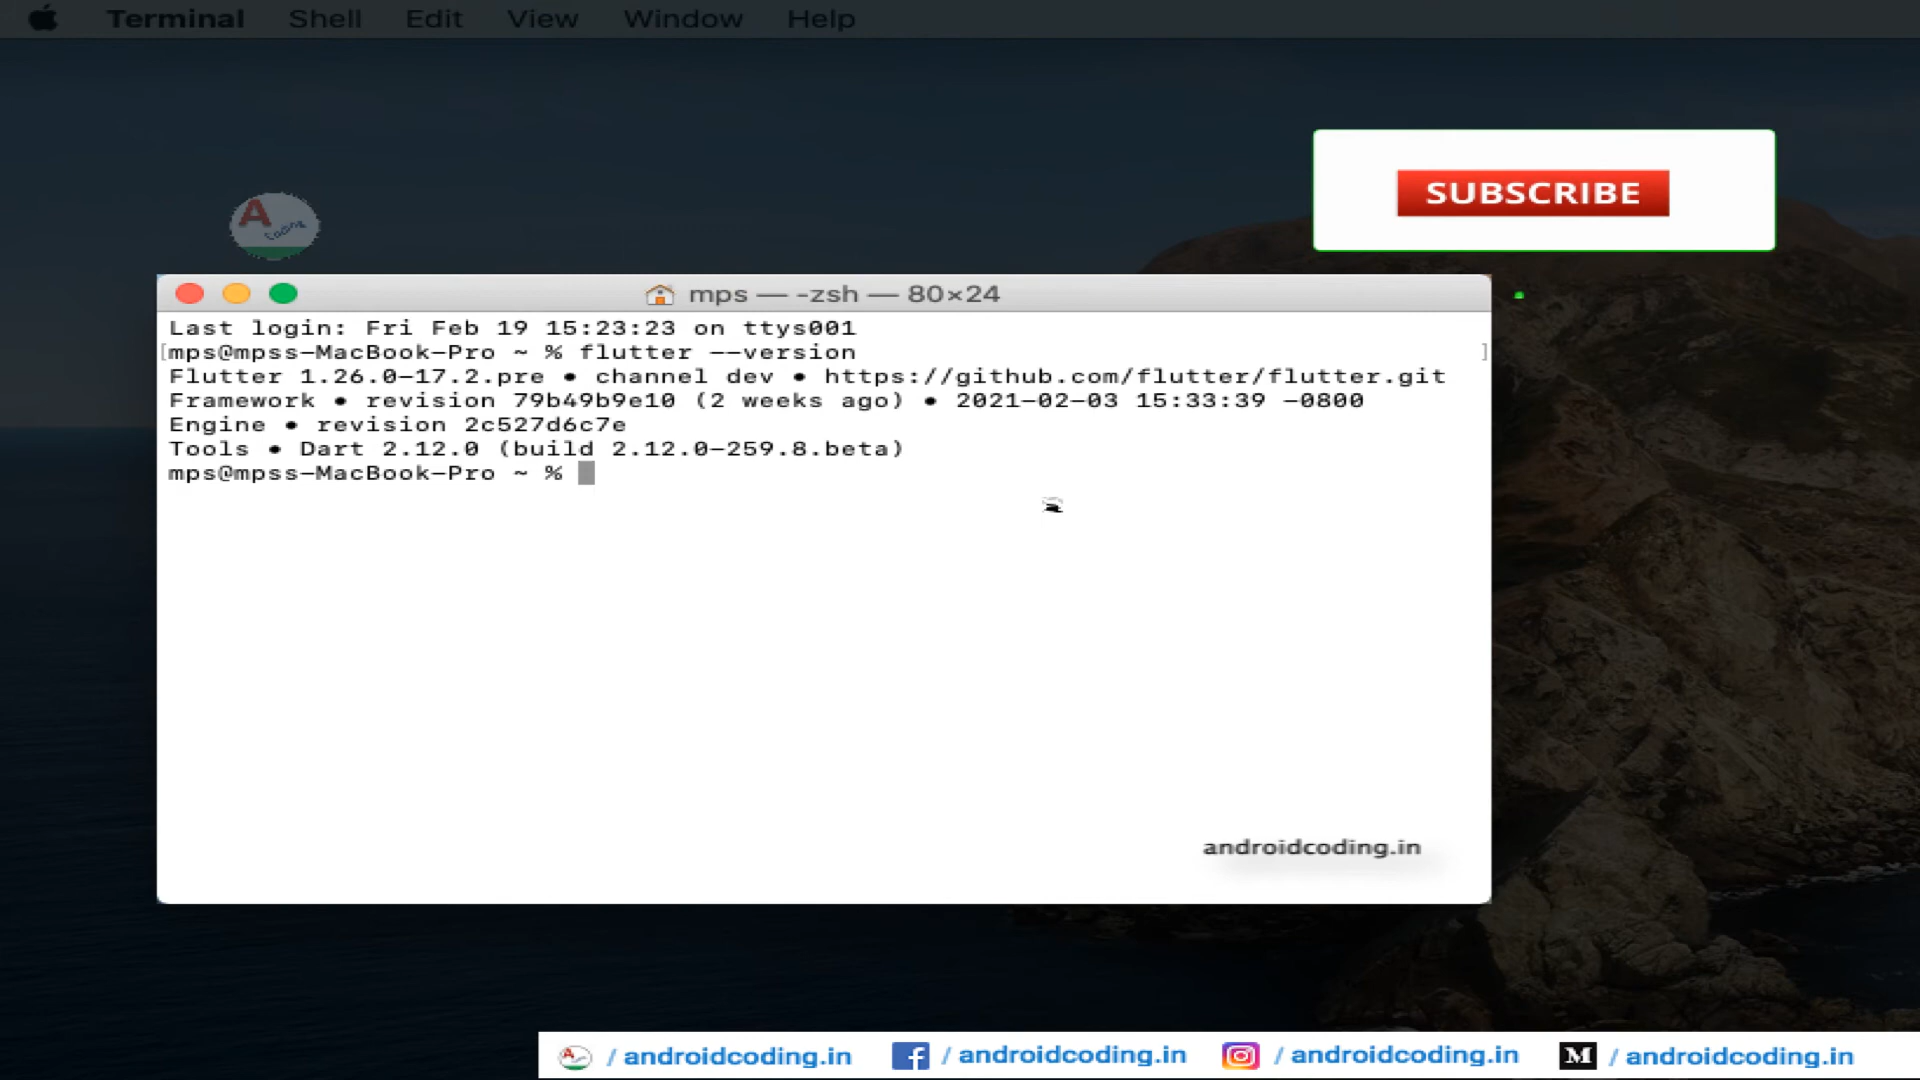 Terminal Shell Edit View Window Help
SUBSCRIBE
A
Coding
mps — -zsh — 80×24
Last login: Fri Feb 19 15:23:23 on ttys001
[mps@mpss-MacBook-Pro ~ % flutter --version ]
Flutter 1.26.0-17.2.pre • channel dev • https://github.com/flutter/flutter.git
Framework • revision 79b49b9e10 (2 weeks ago) • 2021-02-03 15:33:39 -0800
Engine • revision 2c527d6c7e
Tools • Dart 2.12.0 (build 2.12.0-259.8.beta)
mps@mpss-MacBook-Pro ~ %
androidcoding.in
/ androidcoding.in f / androidcoding.in / androidcoding.in M / androidcoding.in